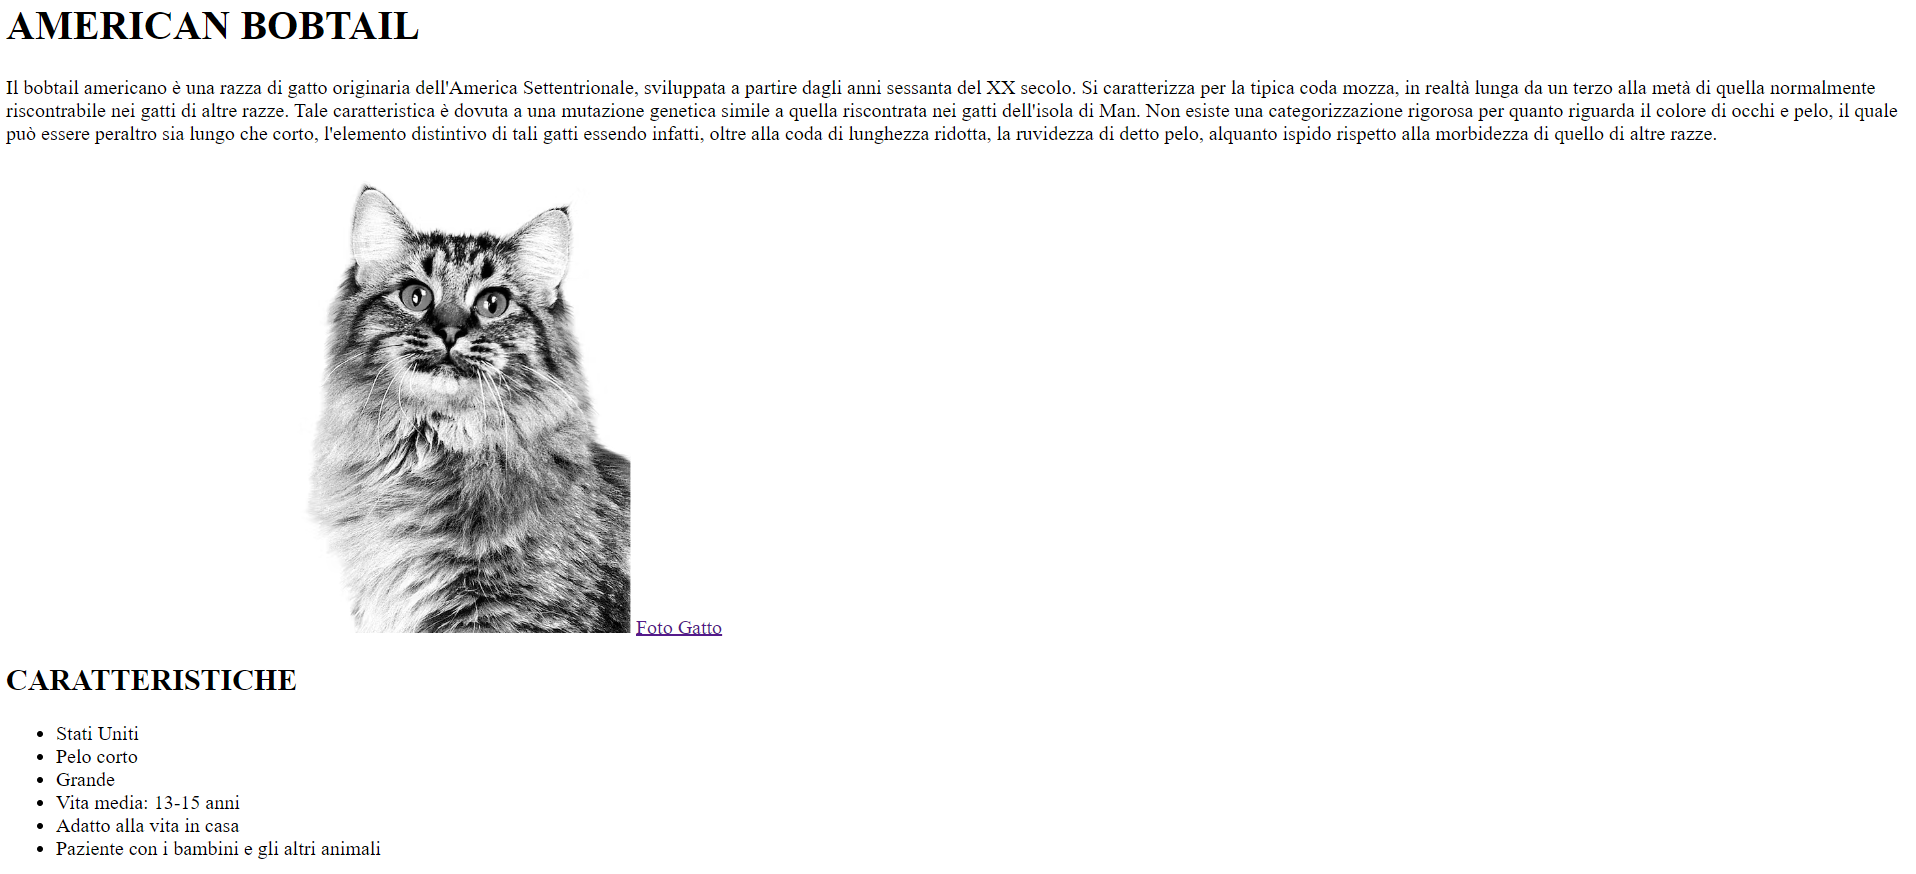 AMERICAN BOBTAIL
Il bobtail americano è una razza di gatto originaria dell'America Settentrionale, sviluppata a partire dagli anni sessanta del XX secolo. Si caratterizza per la tipica coda mozza, in realtà lunga da un terzo alla metà di quella normalmente
riscontrabile nei gatti di altre razze. Tale caratteristica è dovuta a una mutazione genetica simile a quella riscontrata nei gatti dell'isola di Man. Non esiste una categorizzazione rigorosa per quanto riguarda il colore di occhi e pelo, il quale
può essere peraltro sia lungo che corto, l'elemento distintivo di tali gatti essendo infatti, oltre alla coda di lunghezza ridotta, la ruvidezza di detto pelo, alquanto ispido rispetto alla morbidezza di quello di altre razze.
Foto Gatto
CARATTERISTICHE
• Stati Uniti
• Pelo corto
• Grande
• Vita media: 13-15 anni
• Adatto alla vita in casa
• Paziente con i bambini e gli altri animali